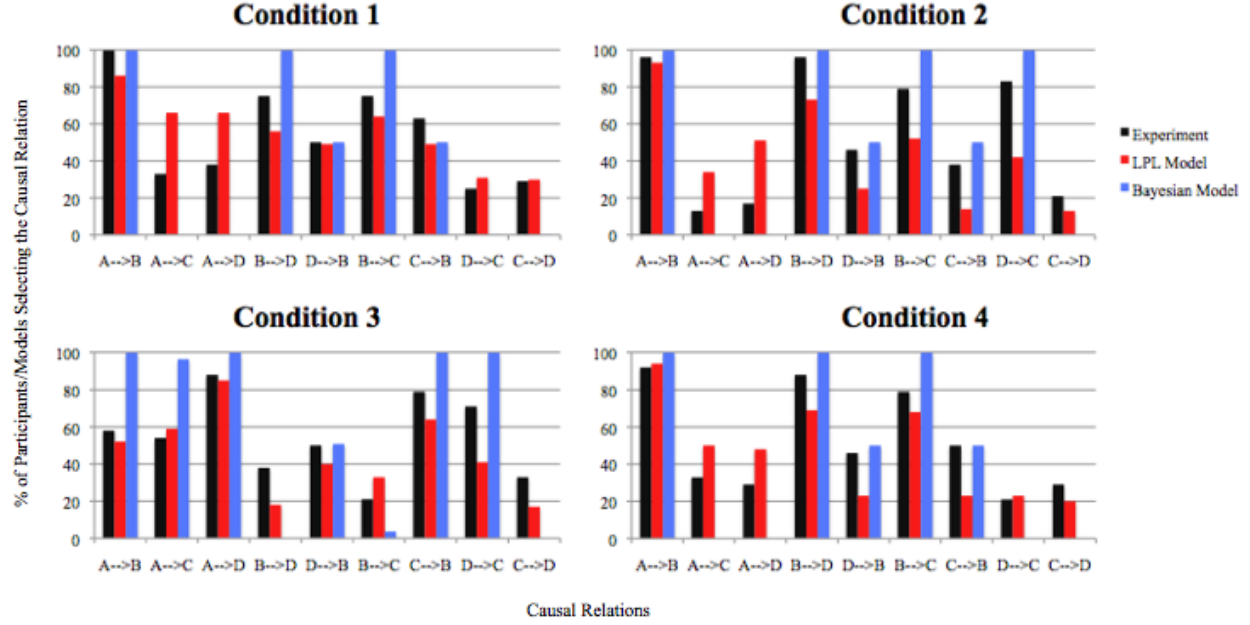 Condition 1
Condition 2
% of Participants/Models Selecting the Causal Relation
100
80
60
40
20
0
A-->B A-->C A-->D B-->D D-->B B-->C C-->B D-->C C-->D
100
80
60
40
20
0
A-->B A-->C A-->D B-->D D-->B B-->C C-->B D-->C C-->D
Experiment
LPL Model
Bayesian Model
Condition 3
Condition 4
100
80
60
40
20
0
A-->B A-->C A-->D B-->D D-->B B-->C C-->B D-->C C-->D
100
80
60
40
20
0
A-->B A-->C A-->D B-->D D-->B B-->C C-->B D-->C C-->D
Causal Relations